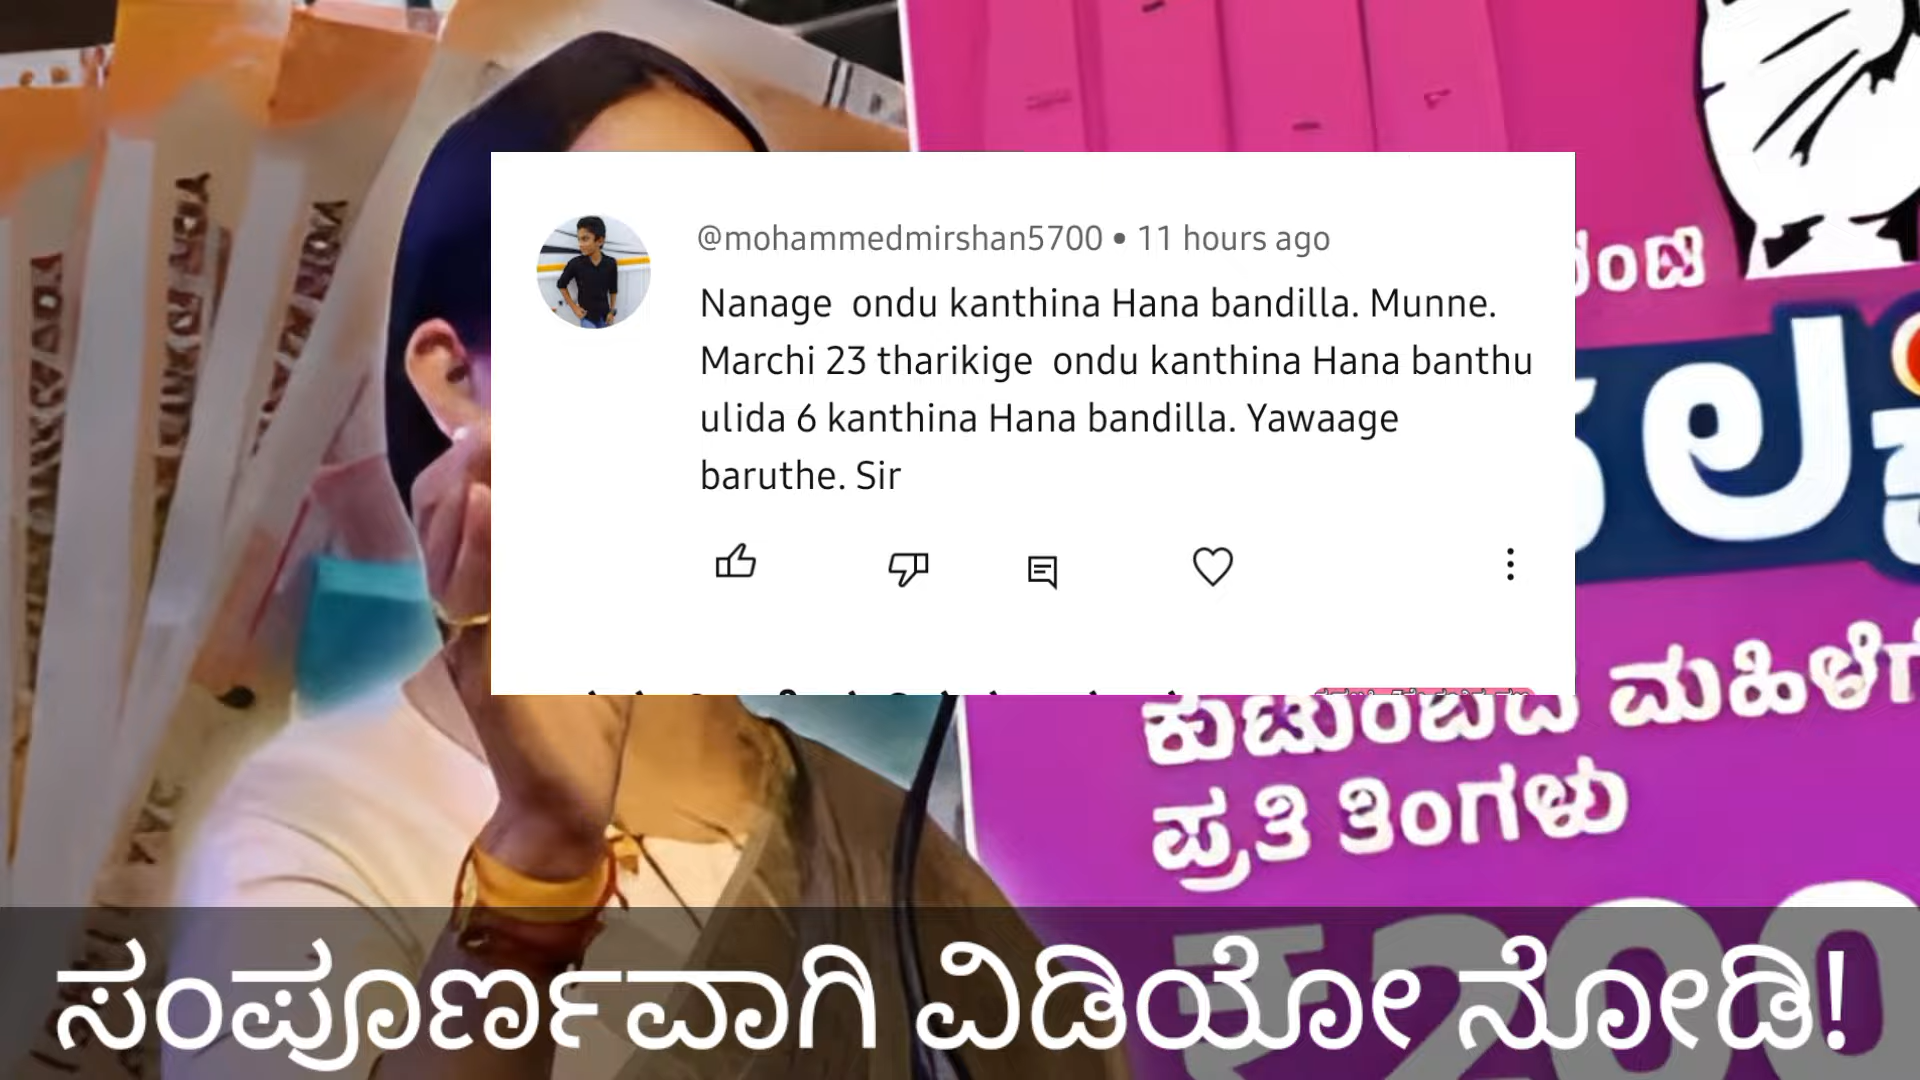 @mohammedmirshan5700 • 11 hours ago
Nanage ondu kanthina Hana bandilla. Munne.
Marchi 23 tharikige ondu kanthina Hana banthu
ulida 6 kanthina Hana bandilla. Yawaage
baruthe. Sir
ಕುಟುಂಬದ ಮಹಿಳೆಗೆ
ಪ್ರತಿ ತಿಂಗಳು
₹200
ಸಂಪೂರ್ಣವಾಗಿ ವಿಡಿಯೋ ನೋಡಿ!